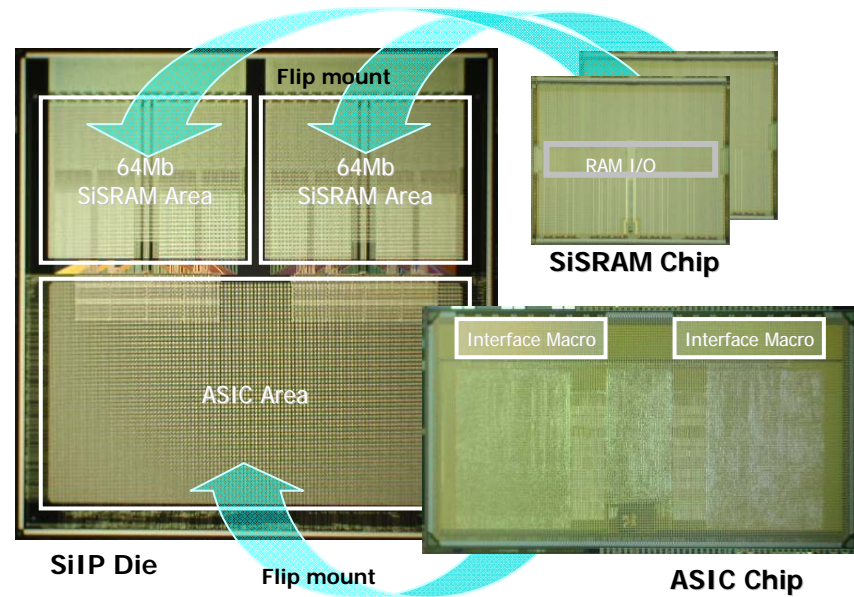 Flip mount
64Mb
SiSRAM Area
64Mb
SiSRAM Area
RAM I/O
SiSRAM Chip
Interface Macro
Interface Macro
ASIC Area
SiIP Die
Flip mount
ASIC Chip